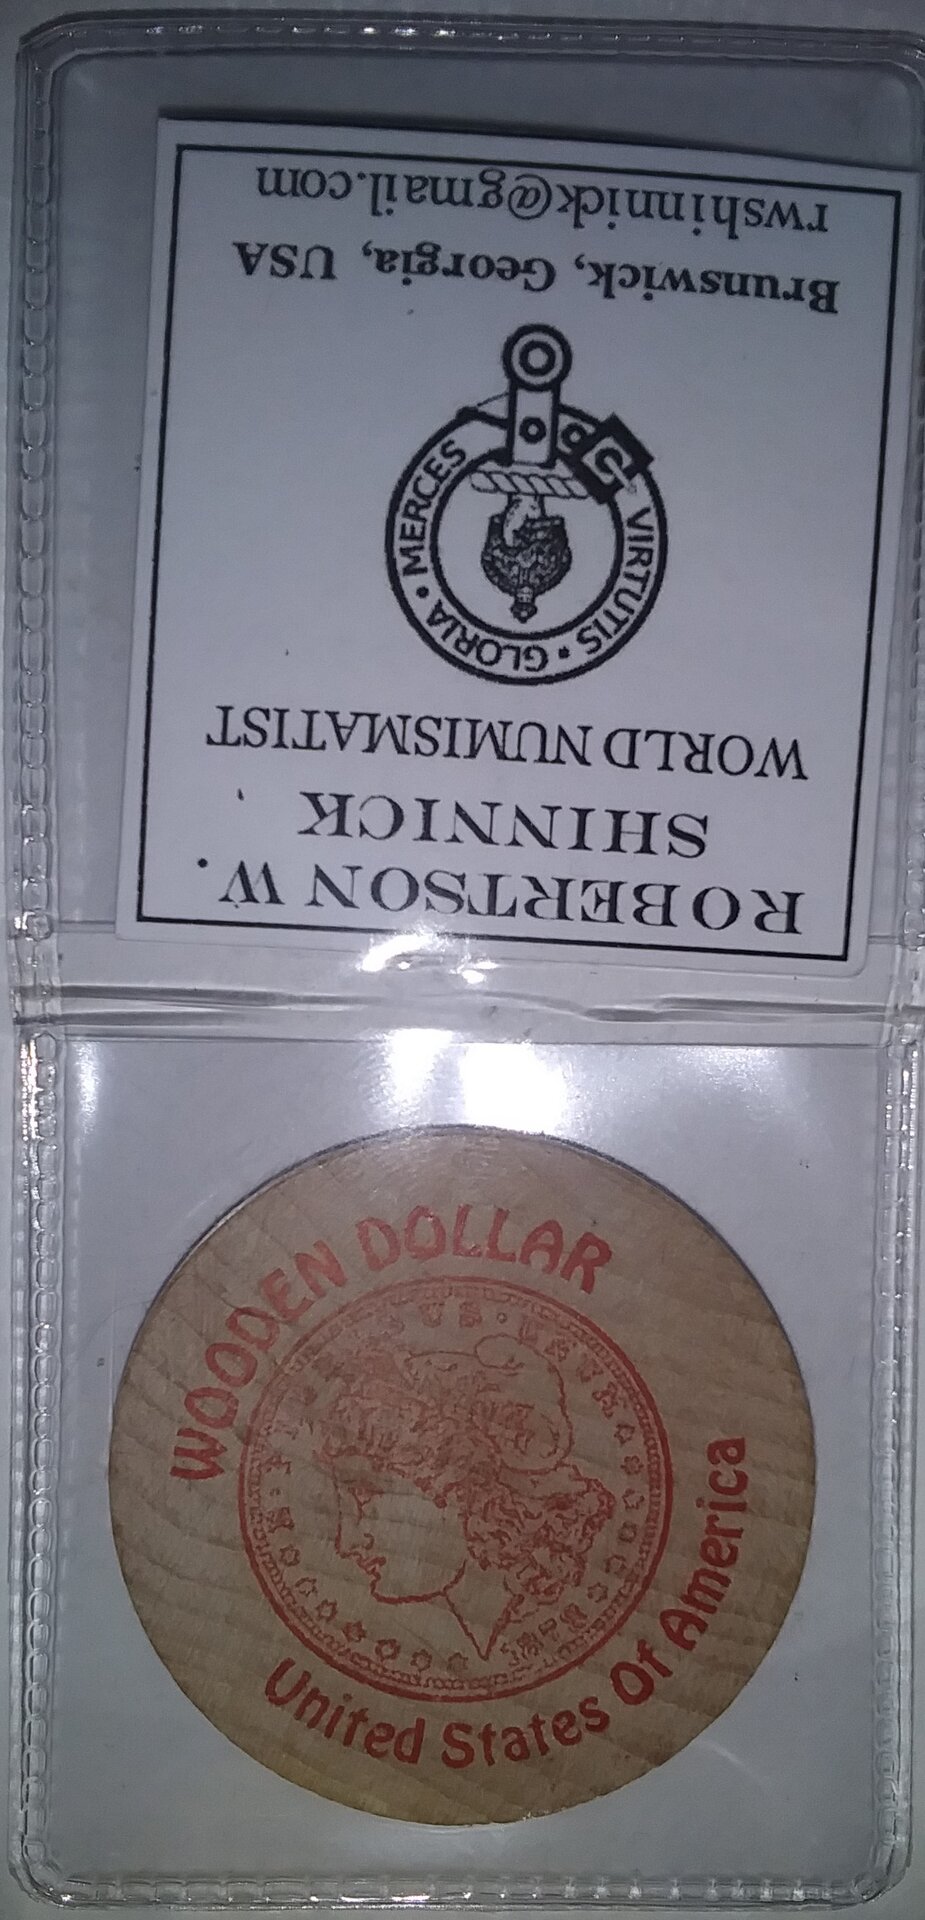 ROBERTSON W.
SHINNICK
WORLD NUMISMATIST
VIRTUTIS • GLORIA • MERCES
Brunswick, Georgia, USA
rwshinnick@gmail.com
WOODEN DOLLAR
United States Of America